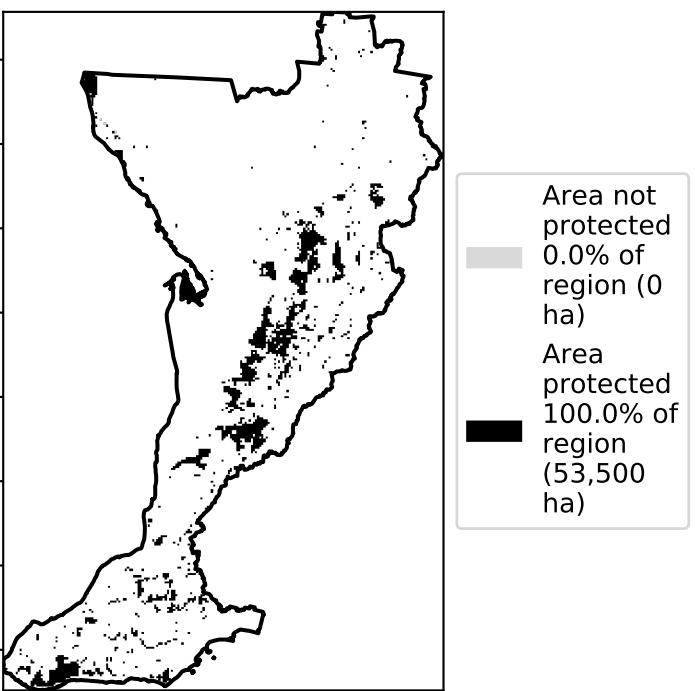 Area not
protected
0.0% of
region (0
ha)
Area
protected
100.0% of
region
(53,500
ha)